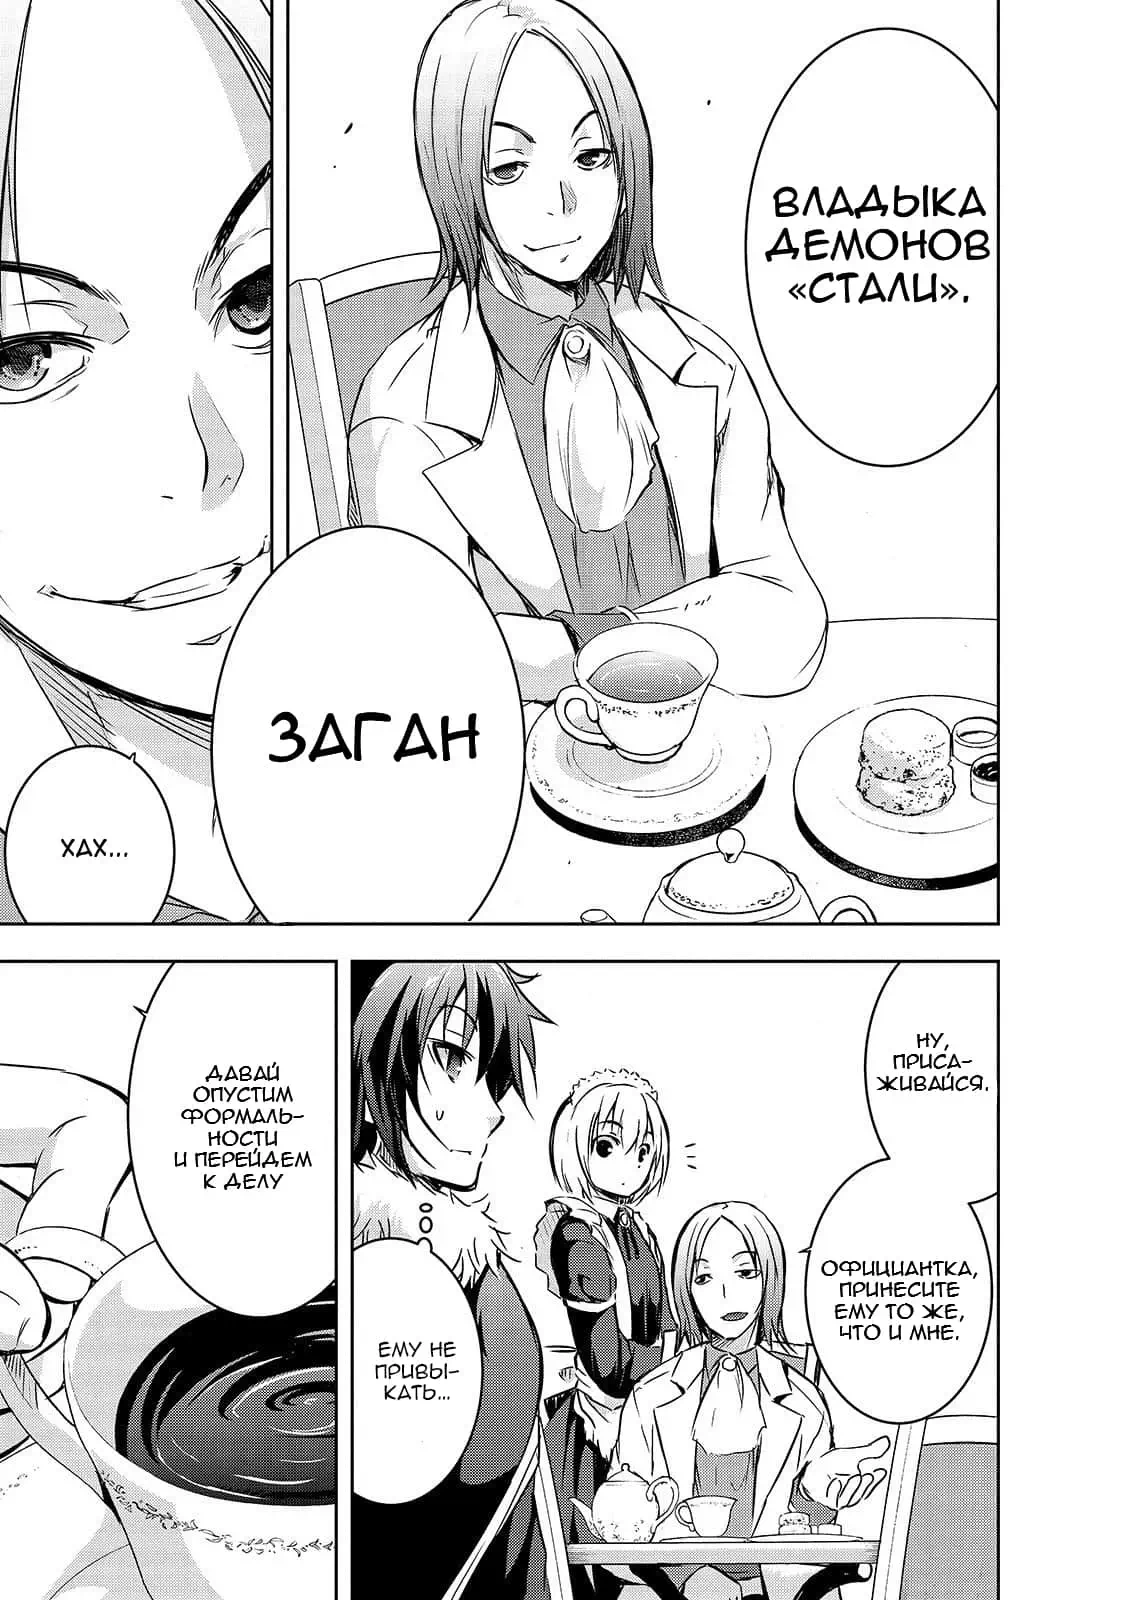 ВЛАДЫКА
ДЕМОНОВ
«СТАЛИ».
ЗАГАН
ХАХ...
НУ,
ПРИСА-
ЖИВАЙСЯ.
ОФИЦИАНТКА,
ПРИНЕСИТЕ
ЕМУ ТО ЖЕ,
ЧТО И МНЕ.
ЕМУ НЕ
ПРИВЫ-
КАТЬ...
ДАВАЙ
ОПУСТИМ
ФОРМАЛЬ-
НОСТИ
И ПЕРЕЙДЕМ
К ДЕЛУ